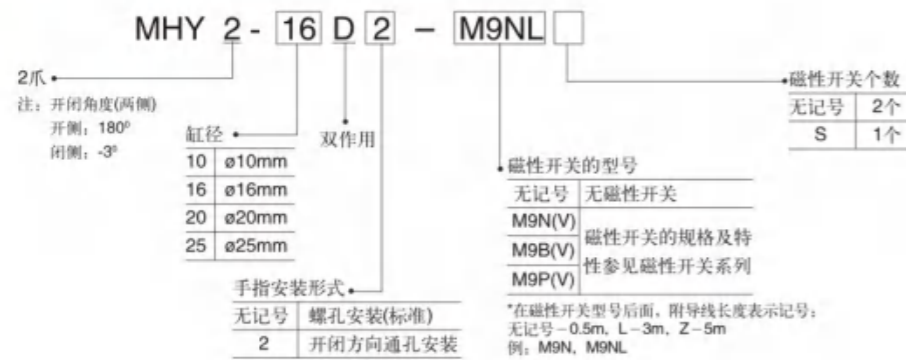 MHY 2 - 16 D 2 － M9NL
2爪
注：开闭角度(两侧)
开侧：180⁰
闭侧：-3⁰
缸径
10 ø10mm
16 ø16mm
20 ø20mm
25 ø25mm
双作用
手指安装形式
无记号 螺孔安装(标准)
2 开闭方向通孔安装
磁性开关个数
无记号 2个
S 1个
磁性开关的型号
无记号 无磁性开关
M9N(V)
M9B(V)
M9P(V)
磁性开关的规格及特
性参见磁性开关系列
*在磁性开关型号后面，附导线长度表示记号：
无记号－0.5m，L－3m，Z－5m
例：M9N，M9NL